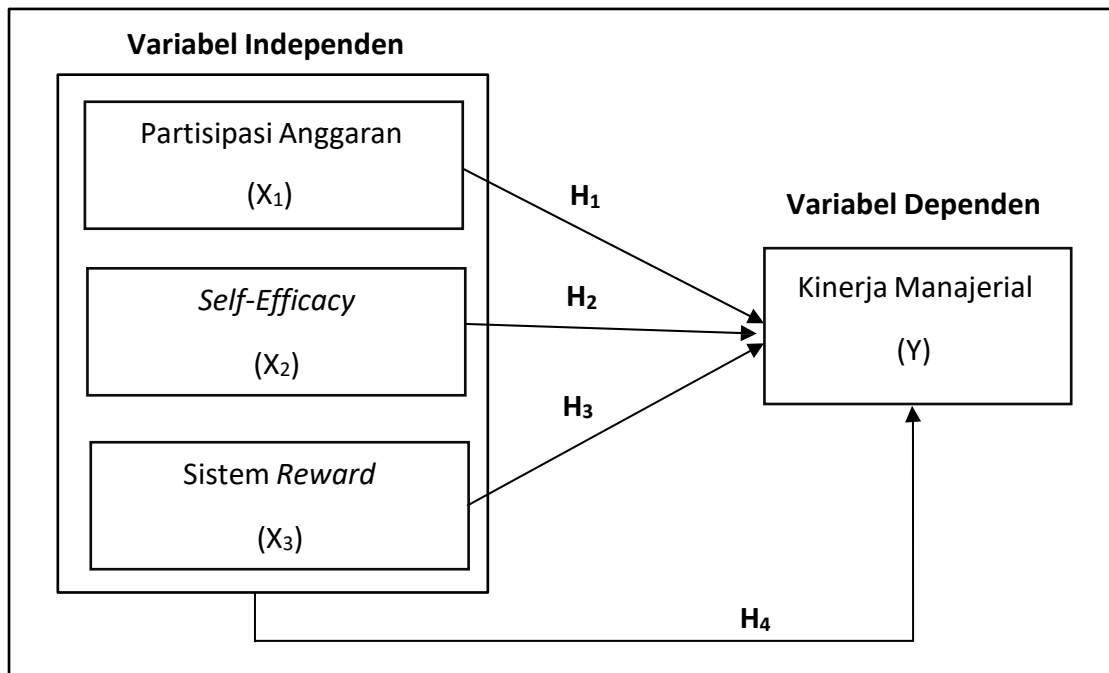 Variabel Independen
Partisipasi Anggaran
(X₁)
Self-Efficacy
(X₂)
Sistem Reward
(X₃)
H₁
H₂
H₃
H₄
Variabel Dependen
Kinerja Manajerial
(Y)